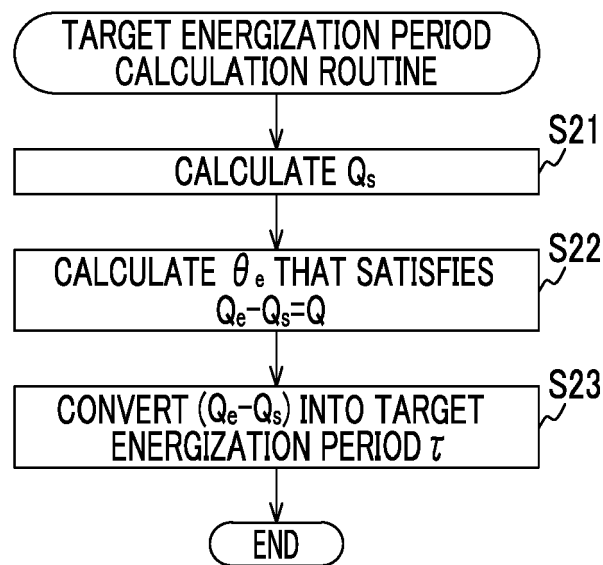 TARGET ENERGIZATION PERIOD
CALCULATION ROUTINE
S21
CALCULATE Qs
S22
CALCULATE θe THAT SATISFIES
Qe-Qs=Q
S23
CONVERT (Qe-Qs) INTO TARGET
ENERGIZATION PERIOD τ
END